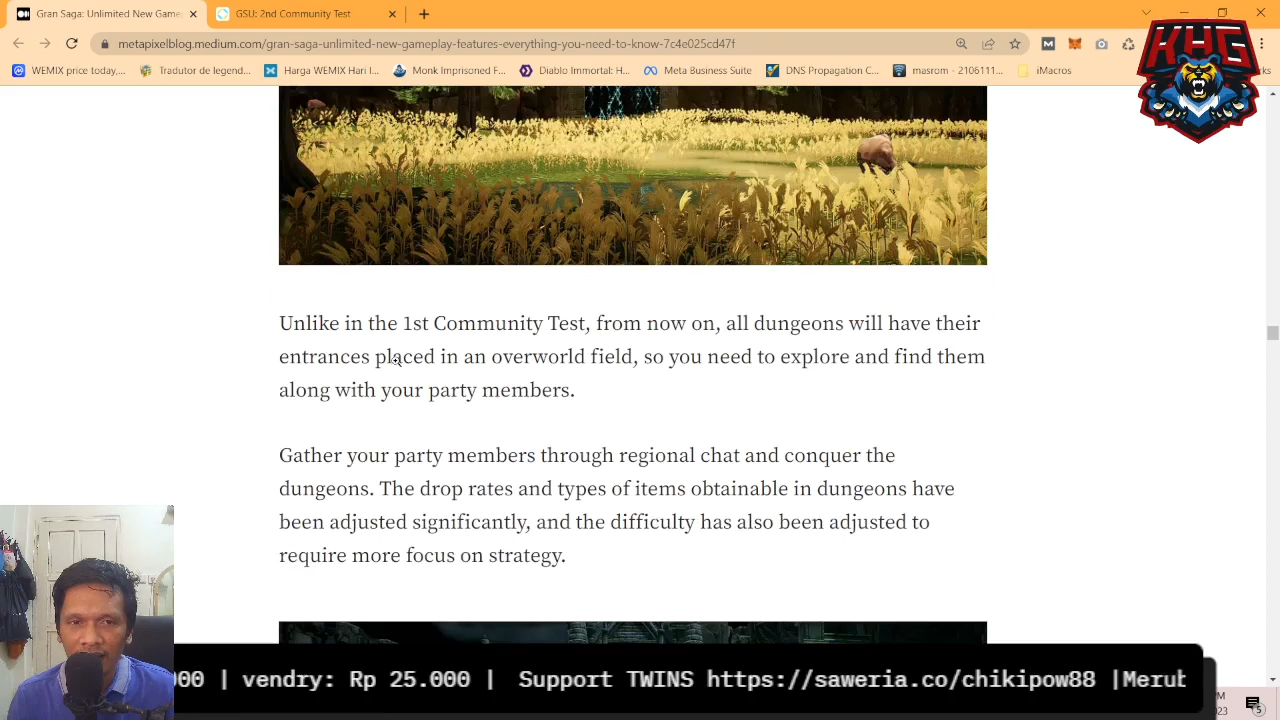 Gran Saga: Unlimited New Game
GSU: 2nd Community Test
metapixelblog.medium.com/gran-saga-unlimited-new-gameplay-features-everything-you-need-to-know-7c4e025cd47f
WEMIX price today,...
Tradutor de legend...
Harga WEMIX Hari I...
Monk Imprisoned F...
Diablo Immortal: H...
Meta Business Suite
DNS Propagation C...
iMacros
KHG
Unlike in the 1st Community Test, from now on, all dungeons will have their
entrances placed in an overworld field, so you need to explore and find them
along with your party members.
Gather your party members through regional chat and conquer the
dungeons. The drop rates and types of items obtainable in dungeons have
been adjusted significantly, and the difficulty has also been adjusted to
require more focus on strategy.
000 | vendry: Rp 25.000 | Support TWINS https://saweria.co/chikipow88 |Merub